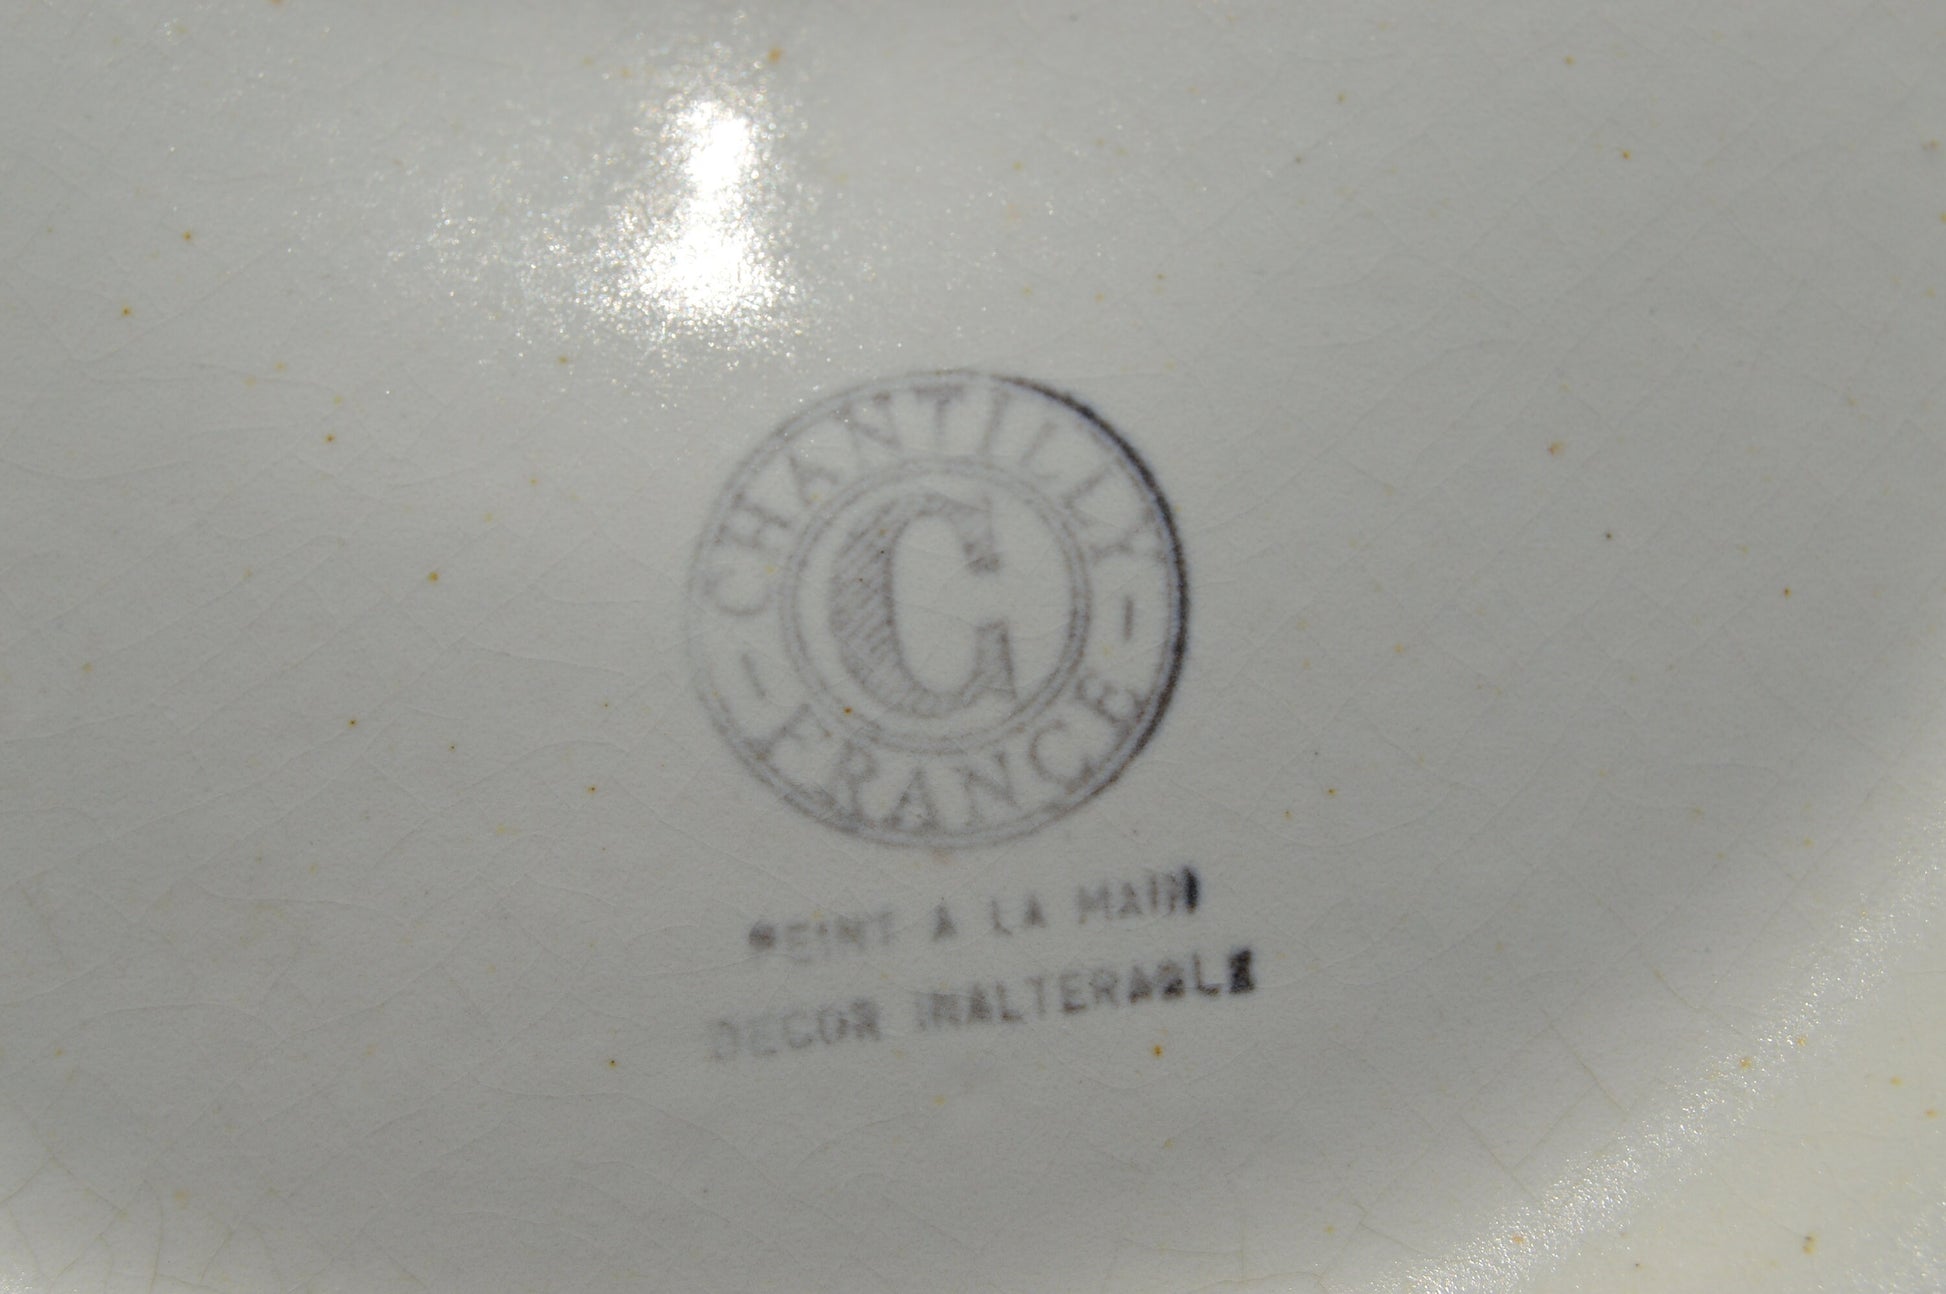 CHANTILLY
C
- FRANCE -
PEINT A LA MAIN
DECOR INALTERABLE